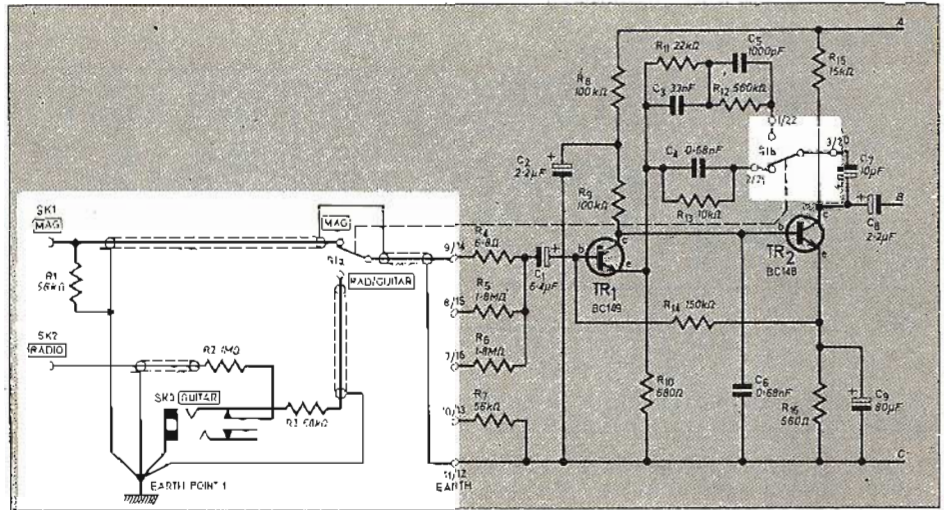 A
R11 22kΩ
C5
1000pF
R8
100kΩ
C3 33nF
R12 560kΩ
R15
15kΩ
1/22
C2
2·2μF
C4 0·68nF
S1b
3/20
2/21
C7
10μF
R13 10kΩ
B
C8
2·2μF
R9
100kΩ
SK1
MAG
MAG
S1a
RAD/GUITAR
9/14
R4
6·8Ω
C1
6·4μF
b
c
e
TR1
BC149
b
c
e
TR2
BC148
R1
56kΩ
8/15
R5
1·8MΩ
R14 150kΩ
SK2
RADIO
R2 1MΩ
7/16
R6
1·8MΩ
SK3 GUITAR
R10
680Ω
C6
0·68nF
R16
560Ω
C9
80μF
10/13
R7
56kΩ
11/12
EARTH
C
EARTH POINT 1